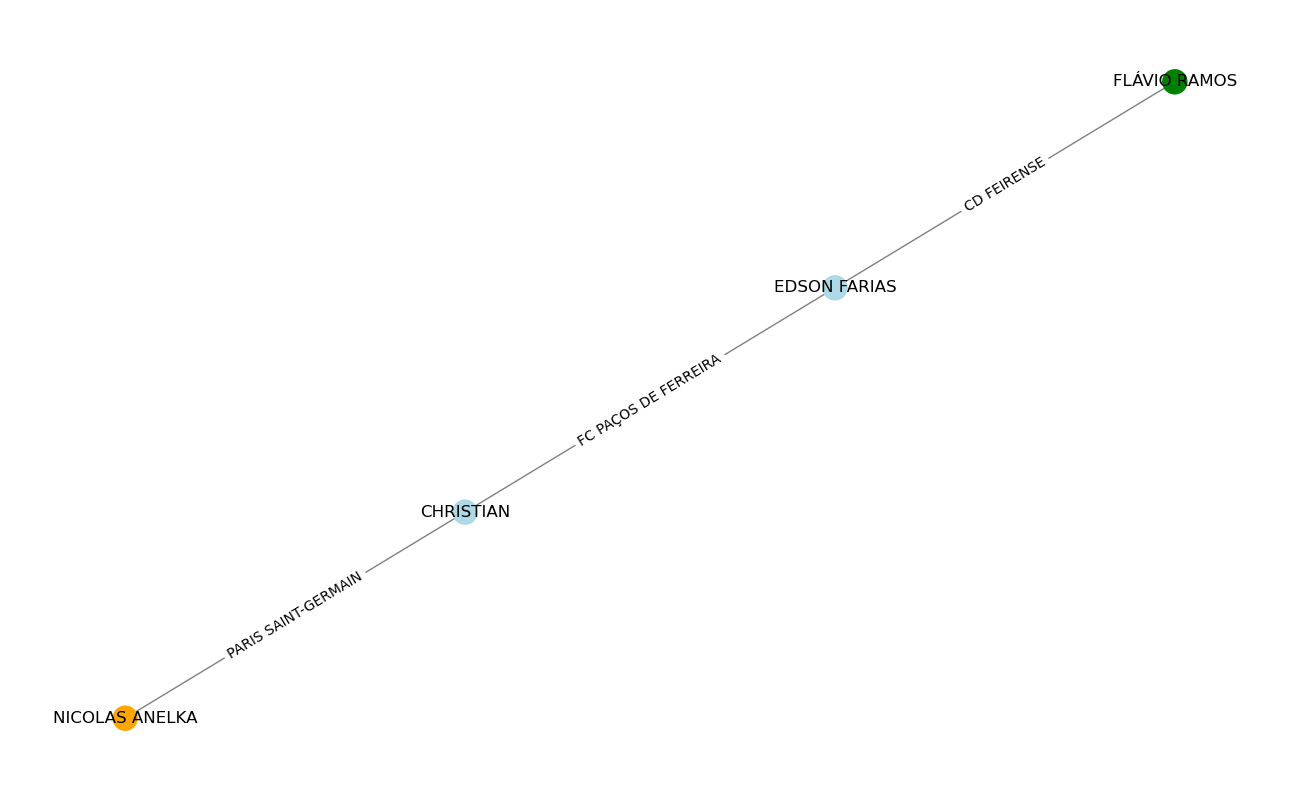 FLÁVIO RAMOS
CD FEIRENSE
EDSON FARIAS
FC PAÇOS DE FERREIRA
CHRISTIAN
PARIS SAINT-GERMAIN
NICOLAS ANELKA